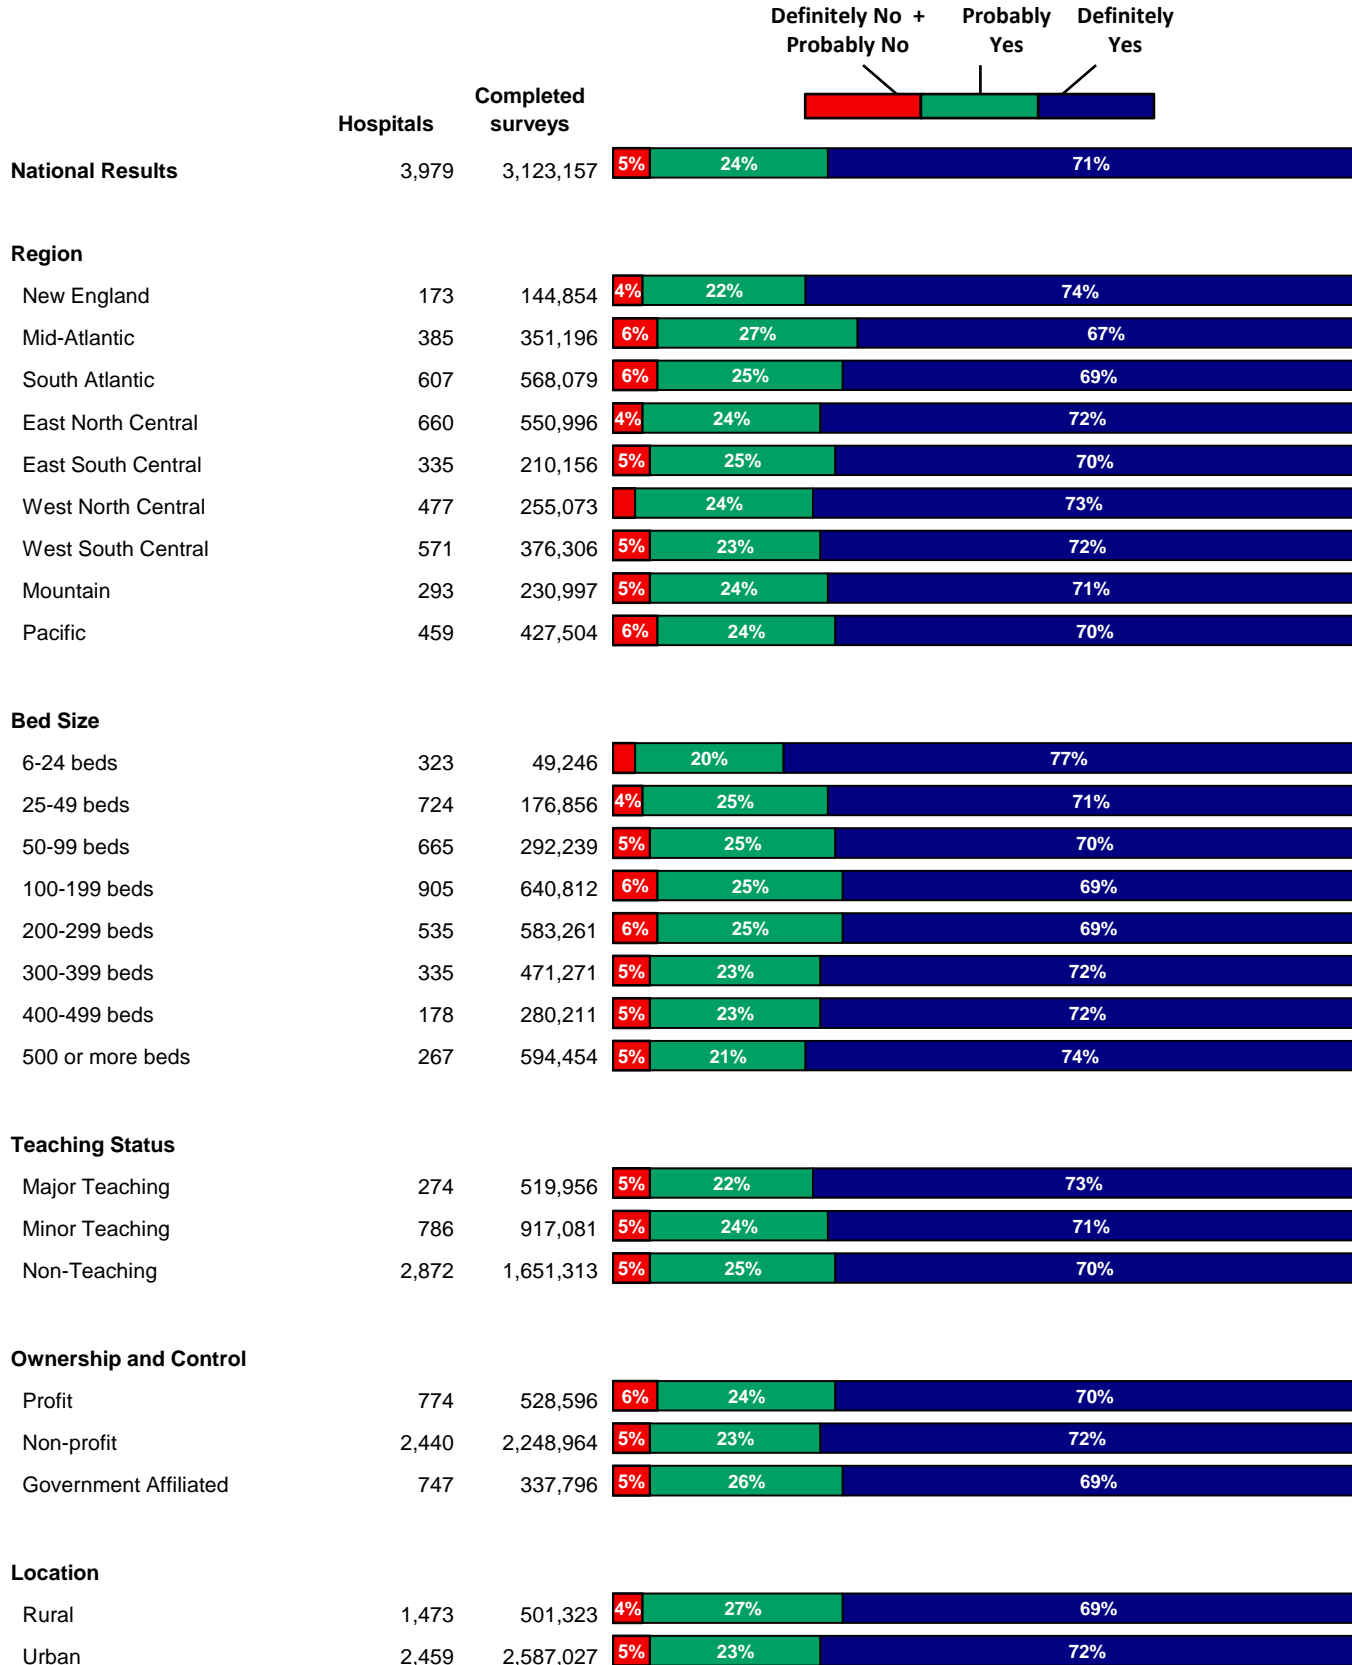 Definitely No + Probably Definitely
Probably No Yes Yes
Completed
Hospitals surveys
National Results 3,979 3,123,157 5% 24% 71%
Region
New England 173 144,854 4% 22% 74%
Mid-Atlantic 385 351,196 6% 27% 67%
South Atlantic 607 568,079 6% 25% 69%
East North Central 660 550,996 4% 24% 72%
East South Central 335 210,156 5% 25% 70%
West North Central 477 255,073 24% 73%
West South Central 571 376,306 5% 23% 72%
Mountain 293 230,997 5% 24% 71%
Pacific 459 427,504 6% 24% 70%
Bed Size
6-24 beds 323 49,246 20% 77%
25-49 beds 724 176,856 4% 25% 71%
50-99 beds 665 292,239 5% 25% 70%
100-199 beds 905 640,812 6% 25% 69%
200-299 beds 535 583,261 6% 25% 69%
300-399 beds 335 471,271 5% 23% 72%
400-499 beds 178 280,211 5% 23% 72%
500 or more beds 267 594,454 5% 21% 74%
Teaching Status
Major Teaching 274 519,956 5% 22% 73%
Minor Teaching 786 917,081 5% 24% 71%
Non-Teaching 2,872 1,651,313 5% 25% 70%
Ownership and Control
Profit 774 528,596 6% 24% 70%
Non-profit 2,440 2,248,964 5% 23% 72%
Government Affiliated 747 337,796 5% 26% 69%
Location
Rural 1,473 501,323 4% 27% 69%
Urban 2,459 2,587,027 5% 23% 72%